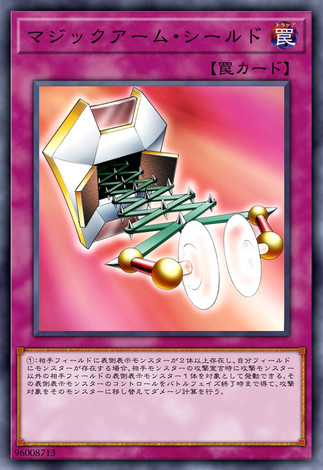 マジックアーム・シールド
トラップ
罠
【罠カード】
①：相手フィールドに表側表示モンスターが２体以上存在し、自分フィールド
にモンスターが存在する場合、相手モンスターの攻撃宣言時に攻撃モンスター
以外の相手フィールドの表側表示モンスター１体を対象として発動できる。そ
の表側表示モンスターのコントロールをバトルフェイズ終了時まで得て、攻撃
対象をそのモンスターに移し替えてダメージ計算を行う。
96008713